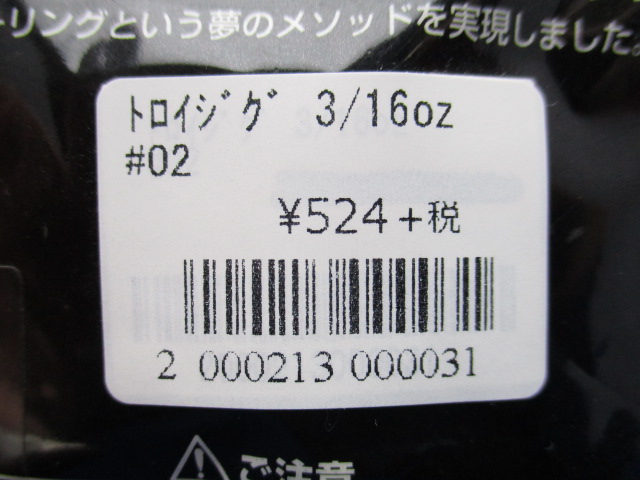 ーリングという夢のメソッドを実現しました。
ﾄﾛｲｼﾞｸﾞ 3/16oz
#02
¥524+税
2 000213 000031
ご注意